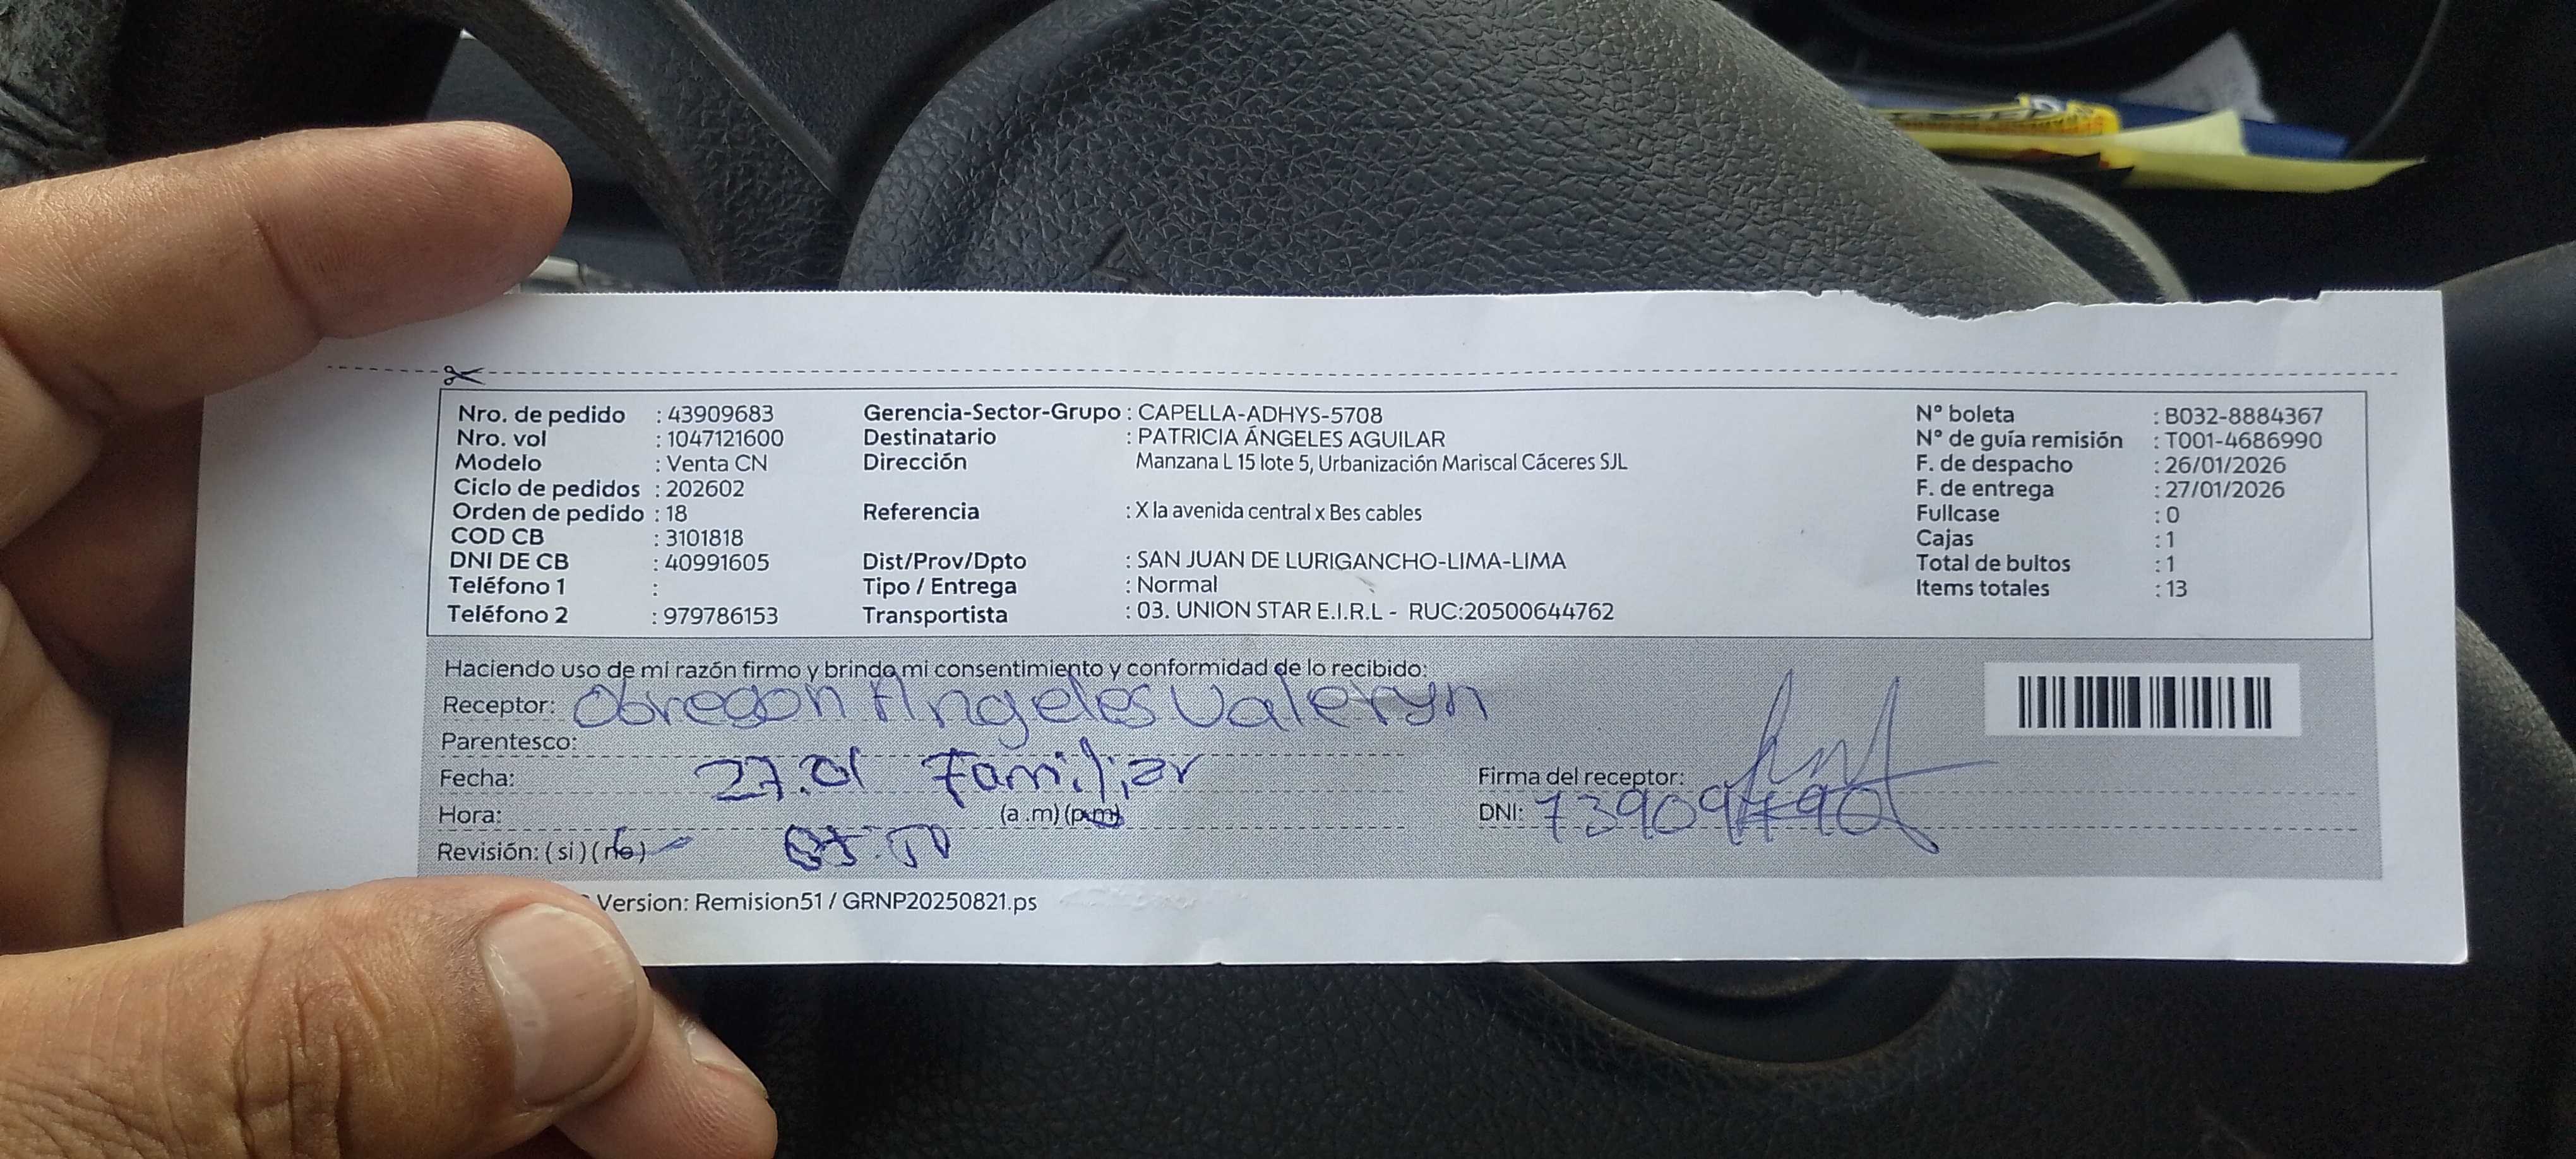 Nro. de pedido : 43909683 Gerencia-Sector-Grupo : CAPELLA-ADHYS-5708 N° boleta : B032-8884367
Nro. vol : 1047121600 Destinatario : PATRICIA ÁNGELES AGUILAR N° de guía remisión : T001-4686990
Modelo : Venta CN Dirección Manzana L 15 lote 5, Urbanización Mariscal Cáceres SJL F. de despacho : 26/01/2026
Ciclo de pedidos : 202602 F. de entrega : 27/01/2026
Orden de pedido : 18 Referencia : X la avenida central x Bes cables Fullcase : 0
COD CB : 3101818 Cajas : 1
DNI DE CB : 40991605 Dist/Prov/Dpto : SAN JUAN DE LURIGANCHO-LIMA-LIMA Total de bultos : 1
Teléfono 1 : Tipo / Entrega : Normal Items totales : 13
Teléfono 2 : 979786153 Transportista : 03. UNION STAR E.I.R.L - RUC:20500644762
Haciendo uso de mi razón firmo y brindo mi consentimiento y conformidad de lo recibido:
Receptor: Obregon Angeles Valeryn
Parentesco:
Fecha: 27.01 Familiar Firma del receptor:
Hora: (a.m) (p.m) DNI:
Revisión: (si) (no)
Version: Remision51 / GRNP20250821.ps